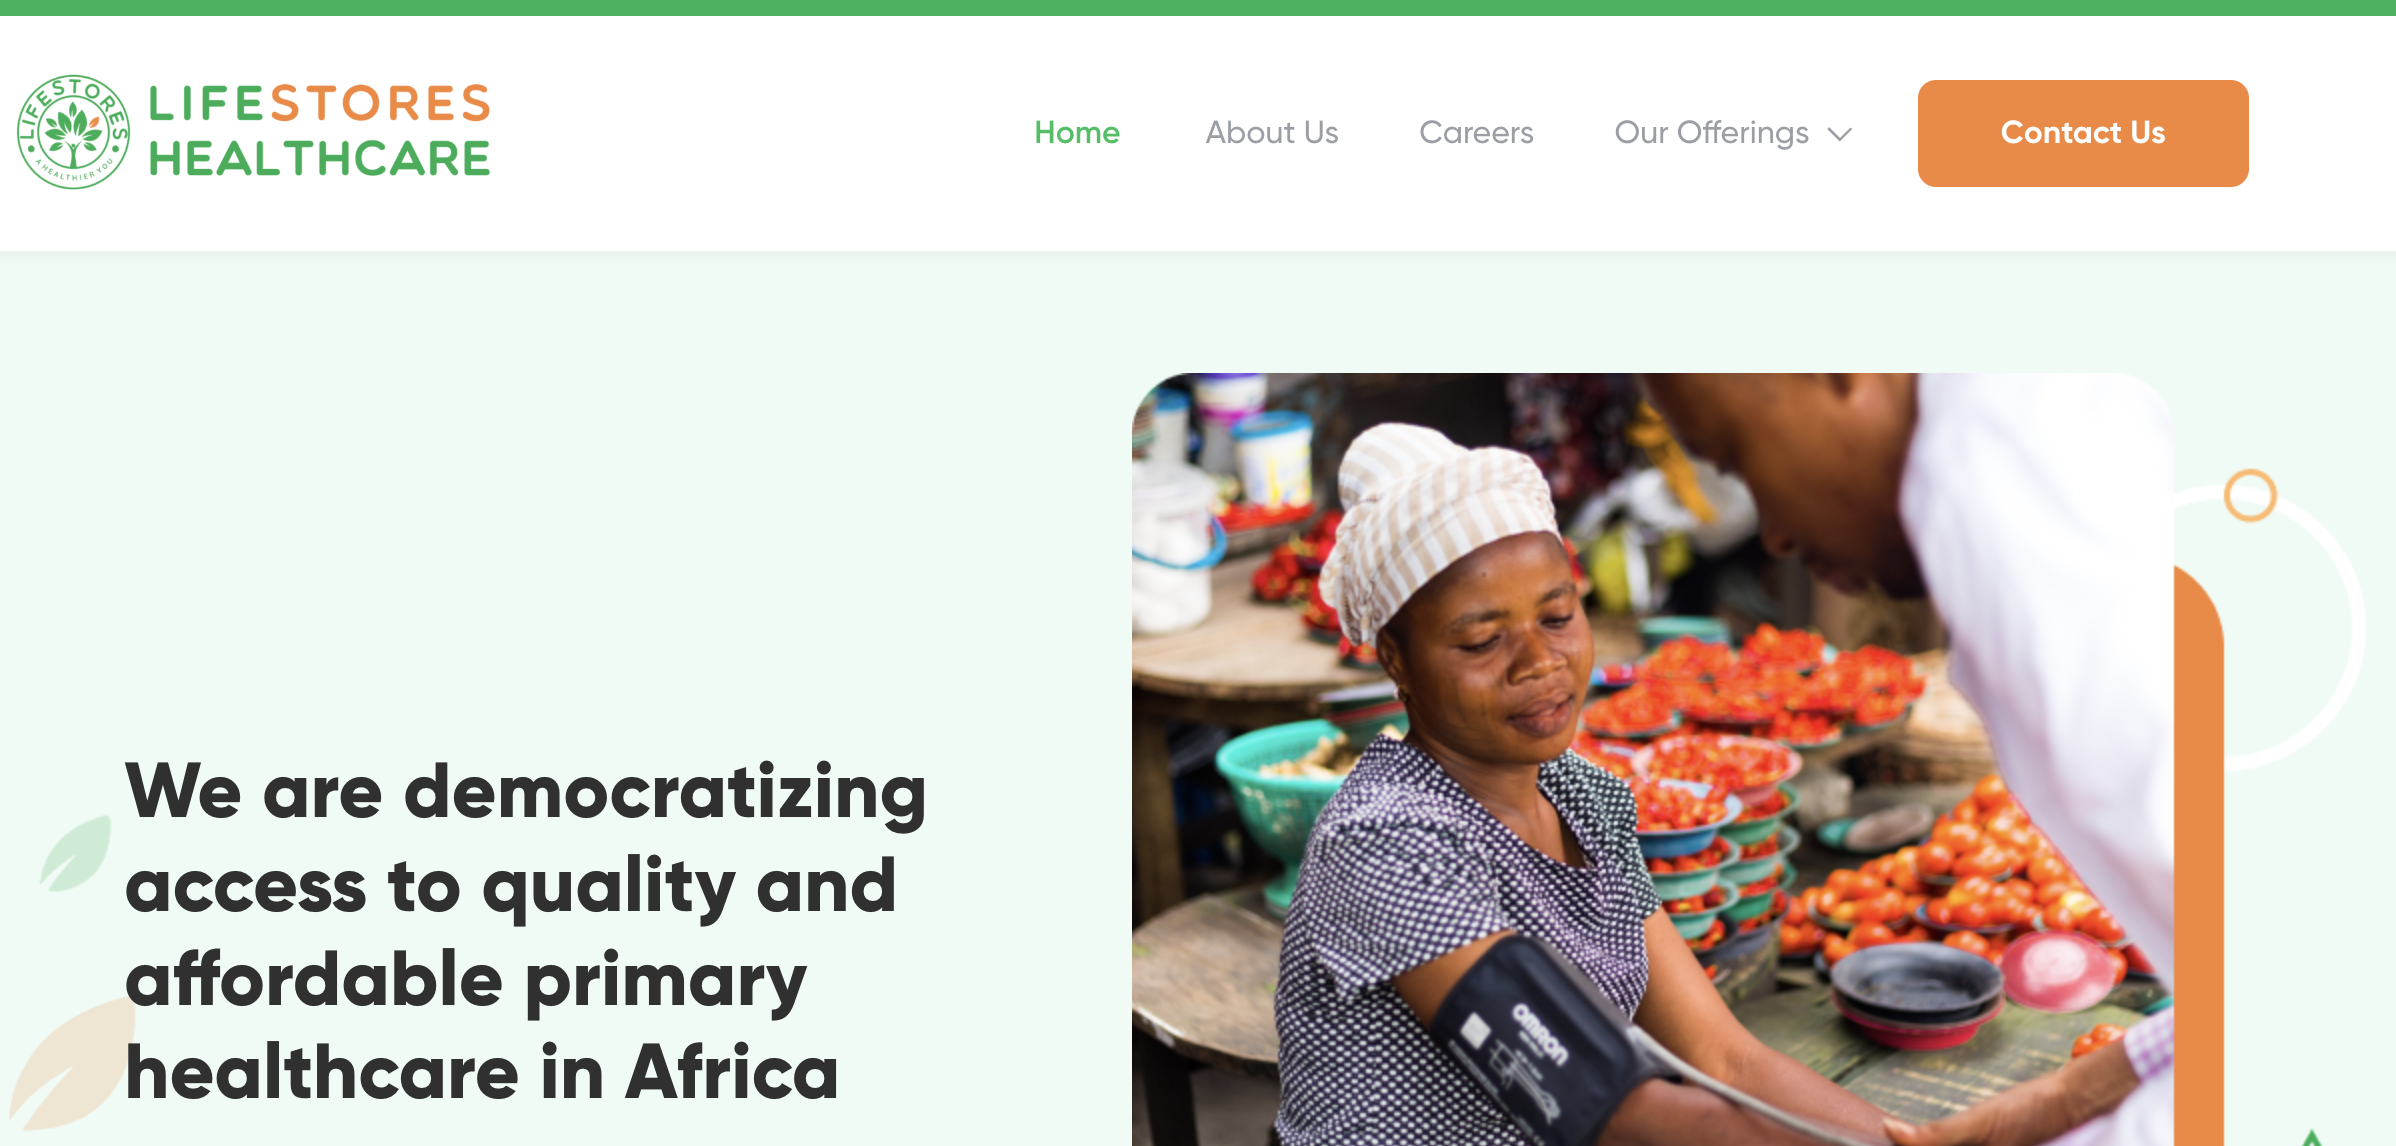 LIFESTORES
A HEALTHIER YOU
LIFESTORES
HEALTHCARE
Home
About Us
Careers
Our Offerings
Contact Us
We are democratizing
access to quality and
affordable primary
healthcare in Africa
OMRON